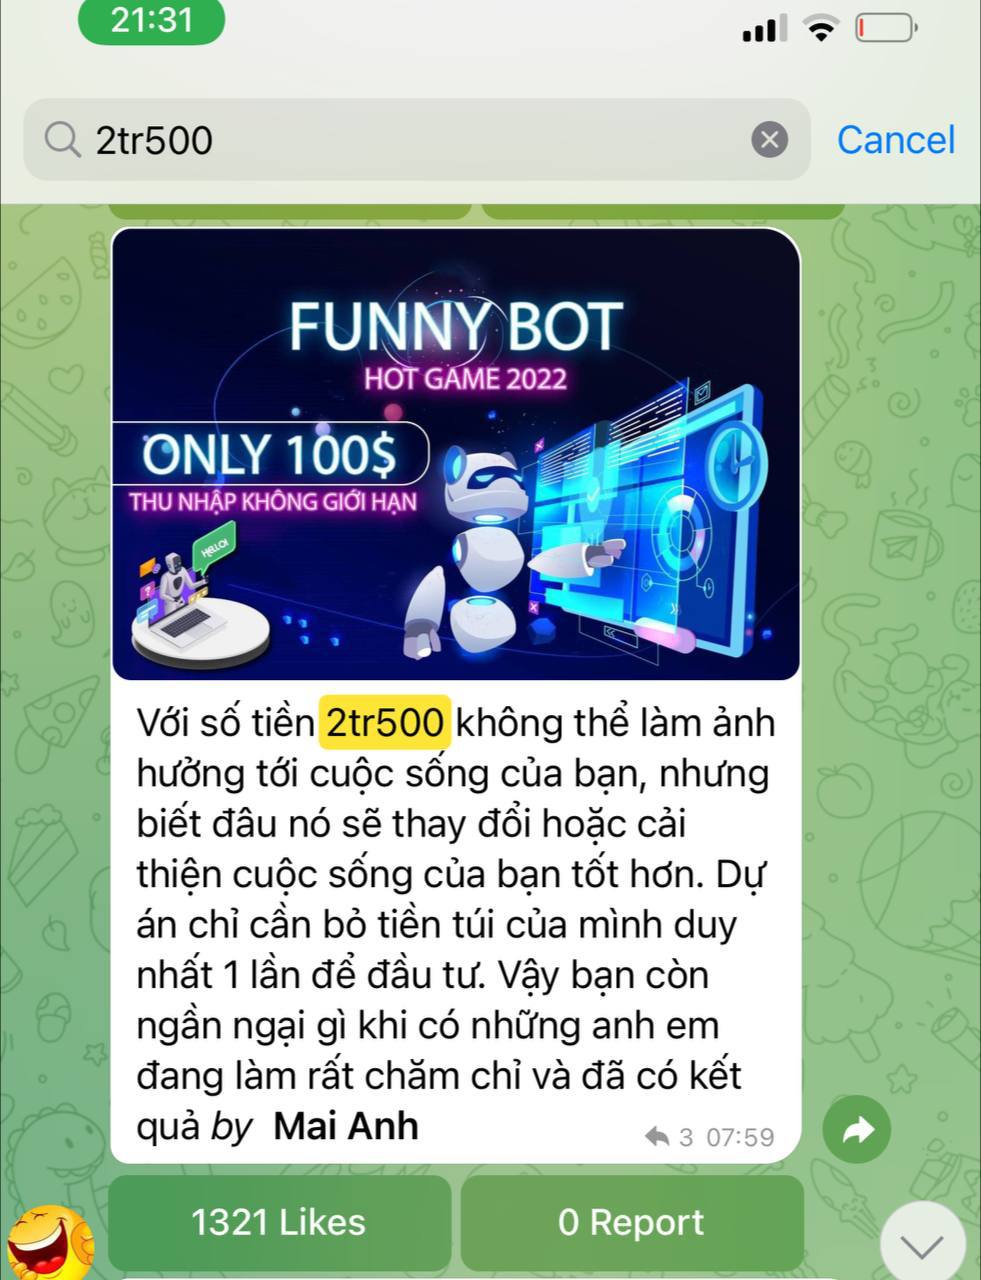 21:31
2tr500
Cancel
FUNNY BOT
HOT GAME 2022
ONLY 100$
THU NHẬP KHÔNG GIỚI HẠN
HELLO!
Với số tiền 2tr500 không thể làm ảnh
hưởng tới cuộc sống của bạn, nhưng
biết đâu nó sẽ thay đổi hoặc cải
thiện cuộc sống của bạn tốt hơn. Dự
án chỉ cần bỏ tiền túi của mình duy
nhất 1 lần để đầu tư. Vậy bạn còn
ngần ngại gì khi có những anh em
đang làm rất chăm chỉ và đã có kết
quả by Mai Anh
3 07:59
1321 Likes
0 Report